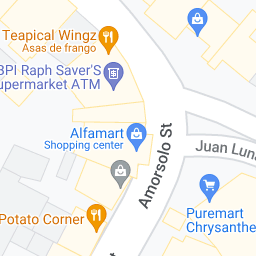 Teapical Wingz
Asas de frango
BPI Raph Saver'S
Supermarket ATM
Alfamart
Shopping center
Amorsolo St
Juan Luna
Puremart
Chrysanthe
Potato Corner